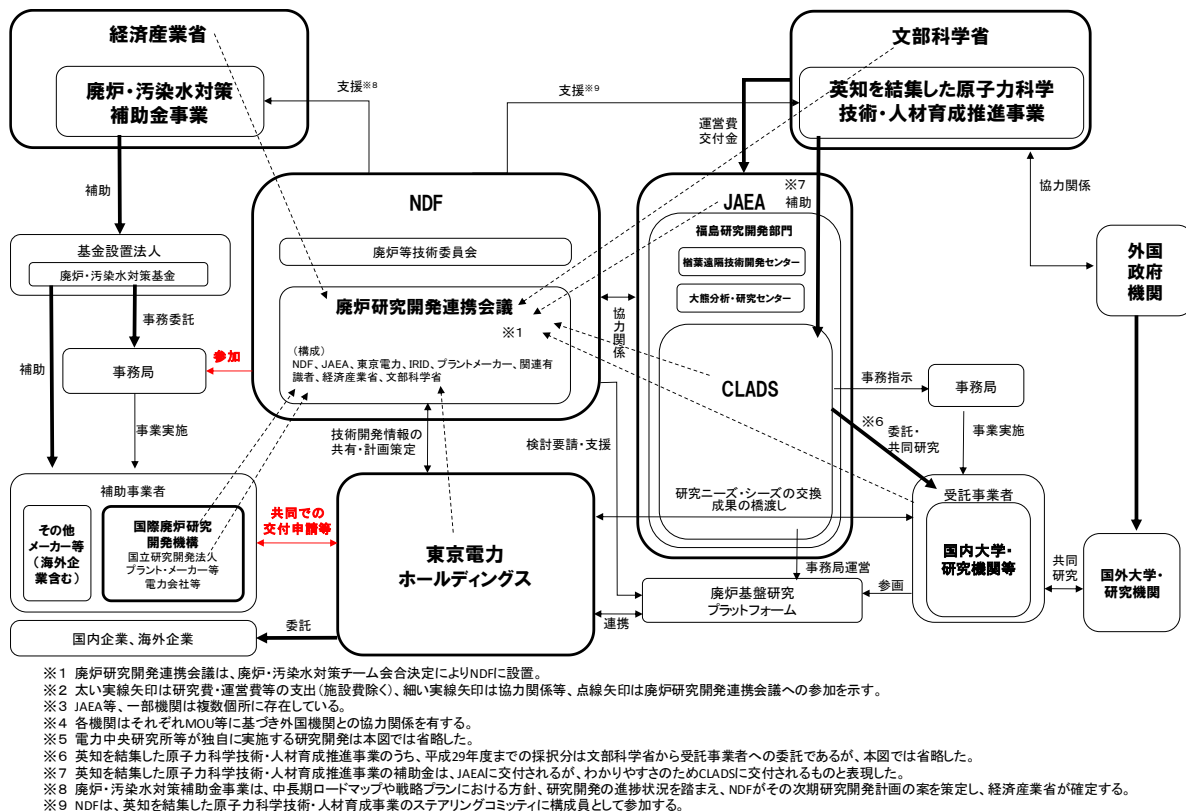 経済産業省
廃炉・汚染水対策
補助金事業
支援※8
支援※9
文部科学省
英知を結集した原子力科学
技術・人材育成推進事業
運営費
交付金
補助
協力関係
NDF
廃炉等技術委員会
廃炉研究開発連携会議
※1
(構成)
NDF、JAEA、東京電力、IRID、プラントメーカー、関連有
識者、経済産業省、文部科学省
協力関係
※7
補助
JAEA
福島研究開発部門
楢葉遠隔技術開発センター
大熊分析・研究センター
CLADS
研究ニーズ・シーズの交換
成果の橋渡し
外国
政府
機関
基金設置法人
廃炉・汚染水対策基金
事務委託
補助
参加
事務局
事業実施
技術開発情報の
共有・計画策定
検討要請・支援
事務指示
事務局
※6
委託・
共同研究
事業実施
補助事業者
その他
メーカー等
(海外企
業含む)
国際廃炉研究
開発機構
国立研究開発法人
プラント・メーカー等
電力会社等
共同での
交付申請等
東京電力
ホールディングス
受託事業者
国内大学・
研究機関等
共同
研究
国外大学・
研究機関
事務局運営
廃炉基盤研究
プラットフォーム
参画
連携
委託
国内企業、海外企業
※1 廃炉研究開発連携会議は、廃炉・汚染水対策チーム会合決定によりNDFに設置。
※2 太い実線矢印は研究費・運営費等の支出(施設費除く)、細い実線矢印は協力関係等、点線矢印は廃炉研究開発連携会議への参加を示す。
※3 JAEA等、一部機関は複数個所に存在している。
※4 各機関はそれぞれMOU等に基づき外国機関との協力関係を有する。
※5 電力中央研究所等が独自に実施する研究開発は本図では省略した。
※6 英知を結集した原子力科学技術・人材育成推進事業のうち、平成29年度までの採択分は文部科学省から受託事業者への委託であるが、本図では省略した。
※7 英知を結集した原子力科学技術・人材育成推進事業の補助金は、JAEAに交付されるが、わかりやすさのためCLADSに交付されるものと表現した。
※8 廃炉・汚染水対策補助金事業は、中長期ロードマップや戦略プランにおける方針、研究開発の進捗状況を踏まえ、NDFがその次期研究開発計画の案を策定し、経済産業省が確定する。
※9 NDFは、英知を結集した原子力科学技術・人材育成事業のステアリングコミッティに構成員として参加する。